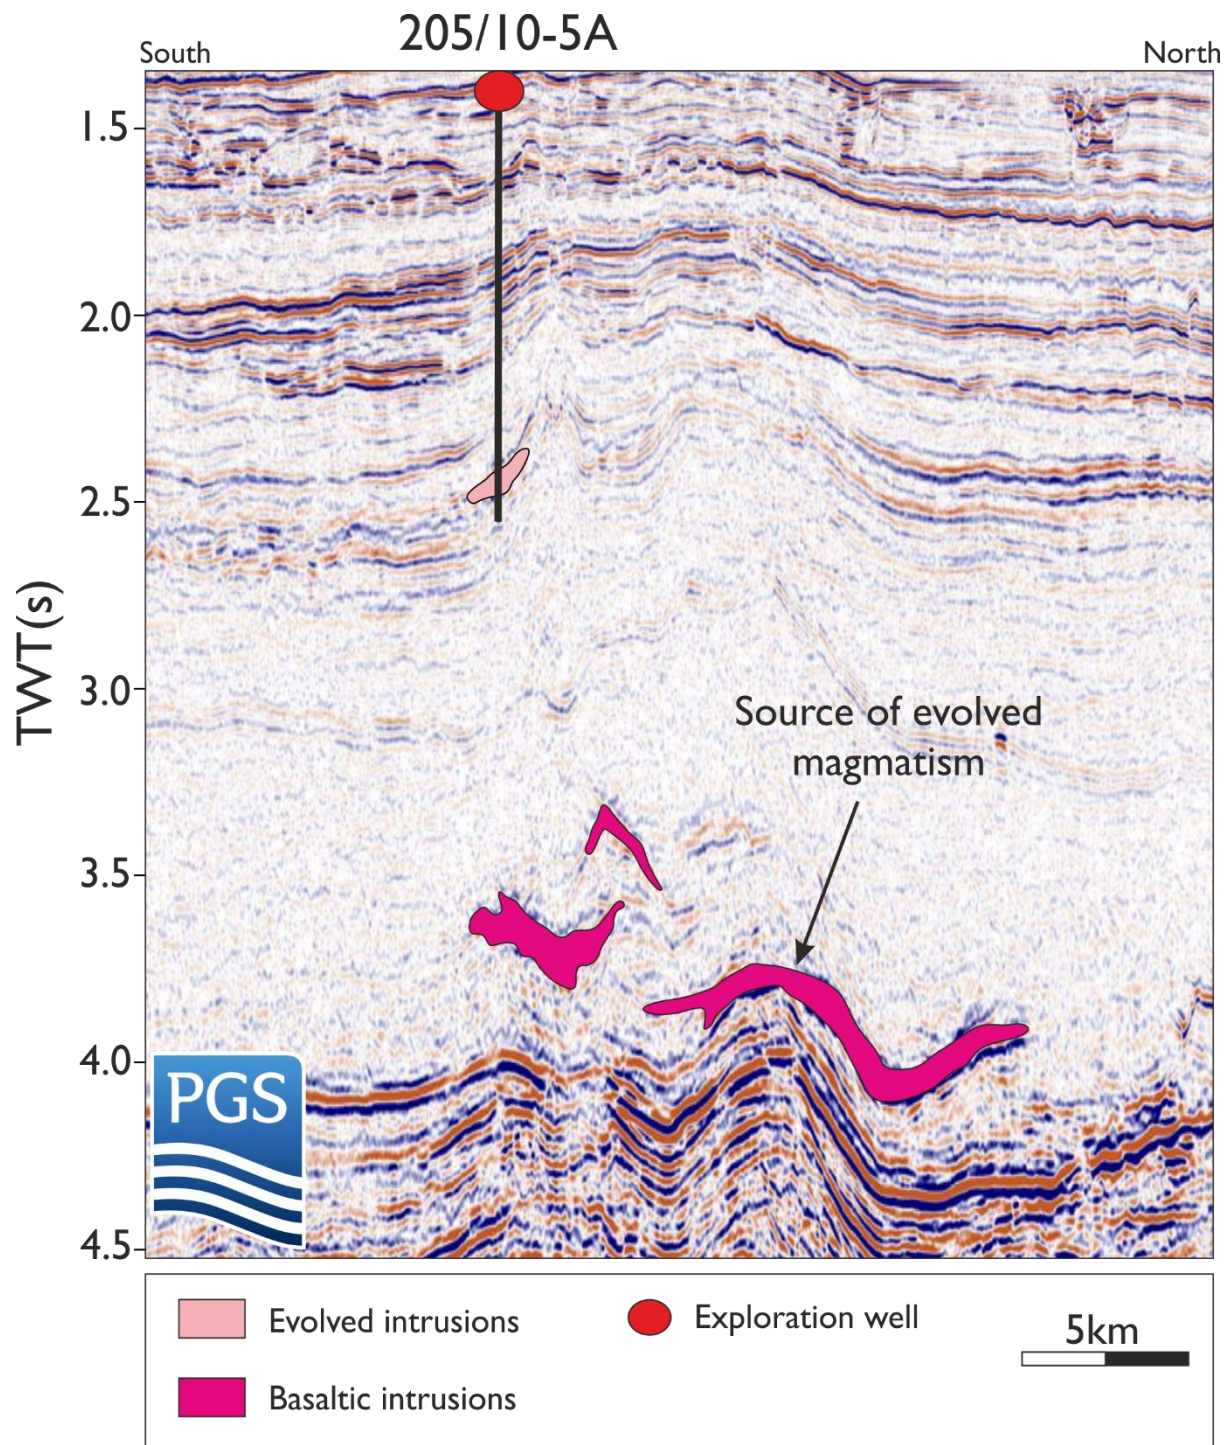 205/10-5A
South
North
1.5
2.0
2.5
3.0
3.5
4.0
4.5
TWT(s)
Source of evolved
magmatism
PGS
Evolved intrusions
Exploration well
5km
Basaltic intrusions